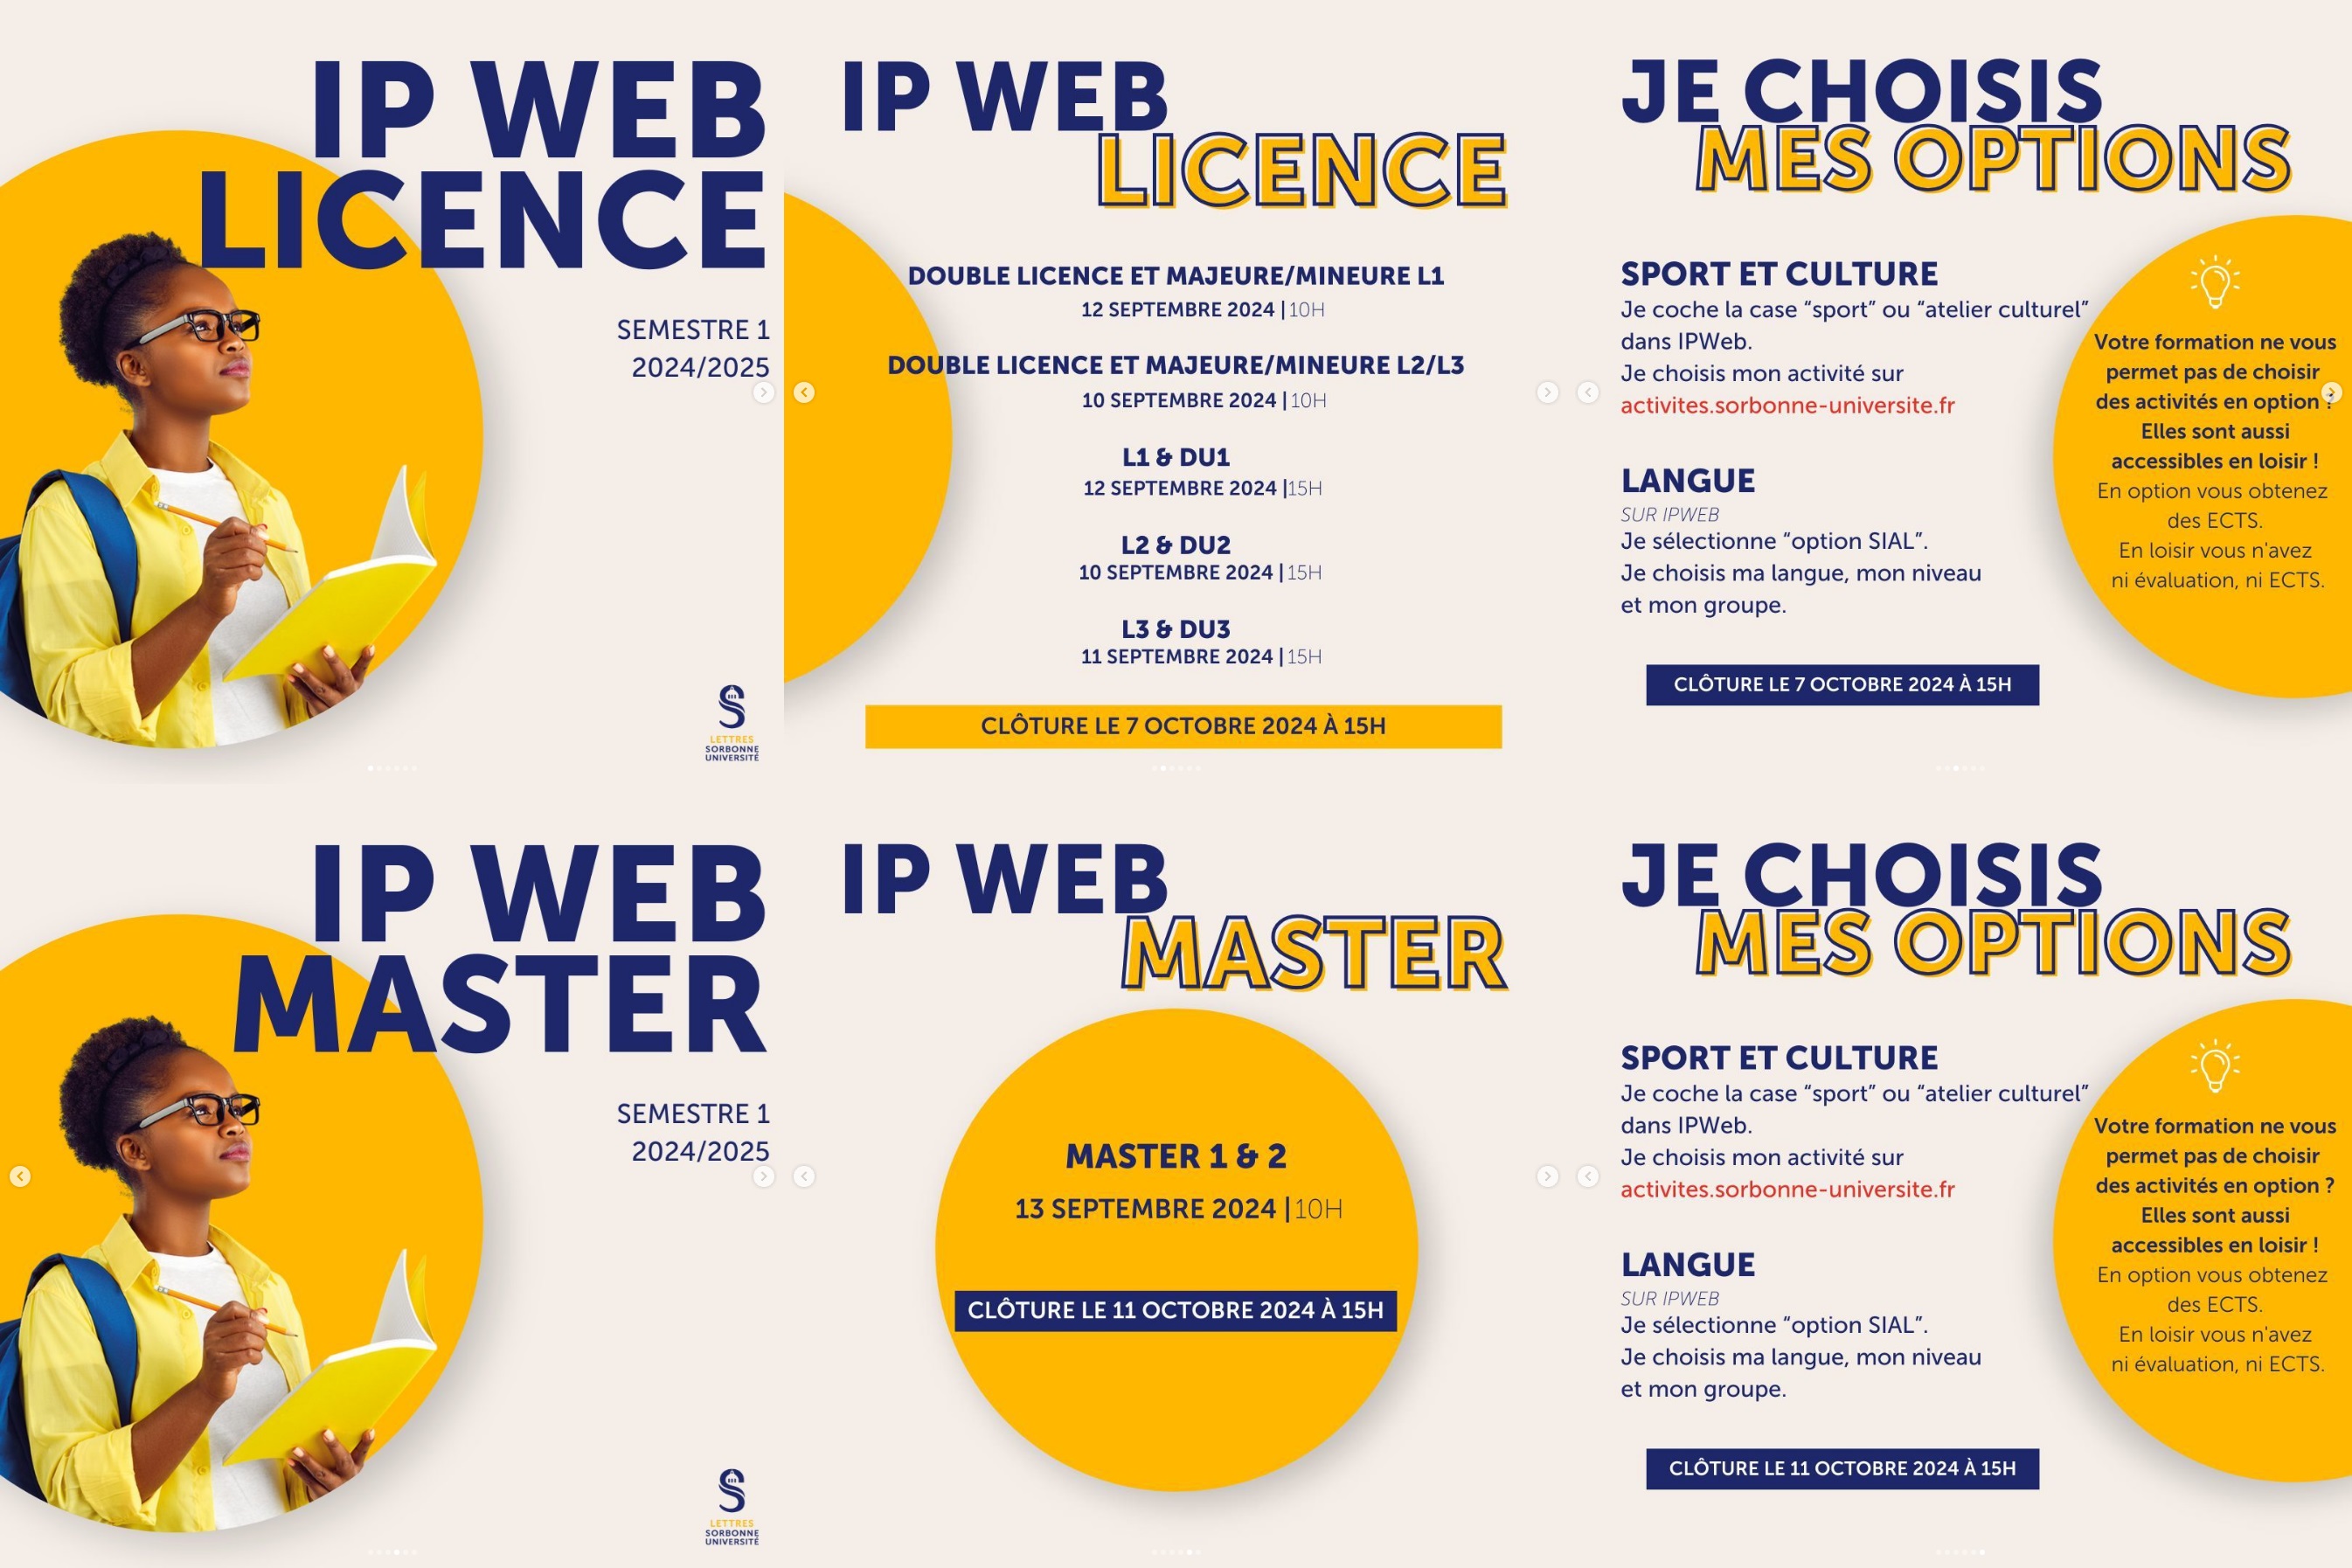 IP WEB
LICENCE
SEMESTRE 1
2024/2025
LETTRES
SORBONNE
UNIVERSITÉ
IP WEB
LICENCE
DOUBLE LICENCE ET MAJEURE/MINEURE L1
12 SEPTEMBRE 2024 | 10H
DOUBLE LICENCE ET MAJEURE/MINEURE L2/L3
10 SEPTEMBRE 2024 | 10H
L1 & DU1
12 SEPTEMBRE 2024 | 15H
L2 & DU2
10 SEPTEMBRE 2024 | 15H
L3 & DU3
11 SEPTEMBRE 2024 | 15H
CLÔTURE LE 7 OCTOBRE 2024 À 15H
JE CHOISIS
MES OPTIONS
SPORT ET CULTURE
Je coche la case “sport” ou “atelier culturel”
dans IPWeb.
Je choisis mon activité sur
activites.sorbonne-universite.fr
LANGUE
SUR IPWEB
Je sélectionne “option SIAL”.
Je choisis ma langue, mon niveau
et mon groupe.
CLÔTURE LE 7 OCTOBRE 2024 À 15H
Votre formation ne vous
permet pas de choisir
des activités en option ?
Elles sont aussi
accessibles en loisir !
En option vous obtenez
des ECTS.
En loisir vous n'avez
ni évaluation, ni ECTS.
IP WEB
MASTER
SEMESTRE 1
2024/2025
LETTRES
SORBONNE
UNIVERSITÉ
IP WEB
MASTER
MASTER 1 & 2
13 SEPTEMBRE 2024 | 10H
CLÔTURE LE 11 OCTOBRE 2024 À 15H
JE CHOISIS
MES OPTIONS
SPORT ET CULTURE
Je coche la case “sport” ou “atelier culturel”
dans IPWeb.
Je choisis mon activité sur
activites.sorbonne-universite.fr
LANGUE
SUR IPWEB
Je sélectionne “option SIAL”.
Je choisis ma langue, mon niveau
et mon groupe.
CLÔTURE LE 11 OCTOBRE 2024 À 15H
Votre formation ne vous
permet pas de choisir
des activités en option ?
Elles sont aussi
accessibles en loisir !
En option vous obtenez
des ECTS.
En loisir vous n'avez
ni évaluation, ni ECTS.